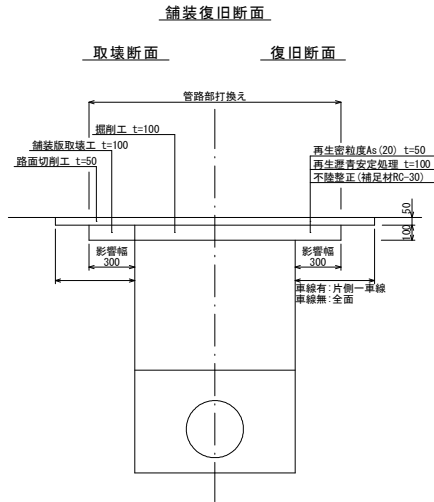 舗装復旧断面
取壊断面
復旧断面
管路部打換え
掘削工 t=100
舗装版取壊工 t=100
路面切削工 t=50
再生密粒度As(20) t=50
再生瀝青安定処理 t=100
不陸整正(補足材RC-30)
50
100
影響幅
300
影響幅
300
車線有:片側一車線
車線無:全面